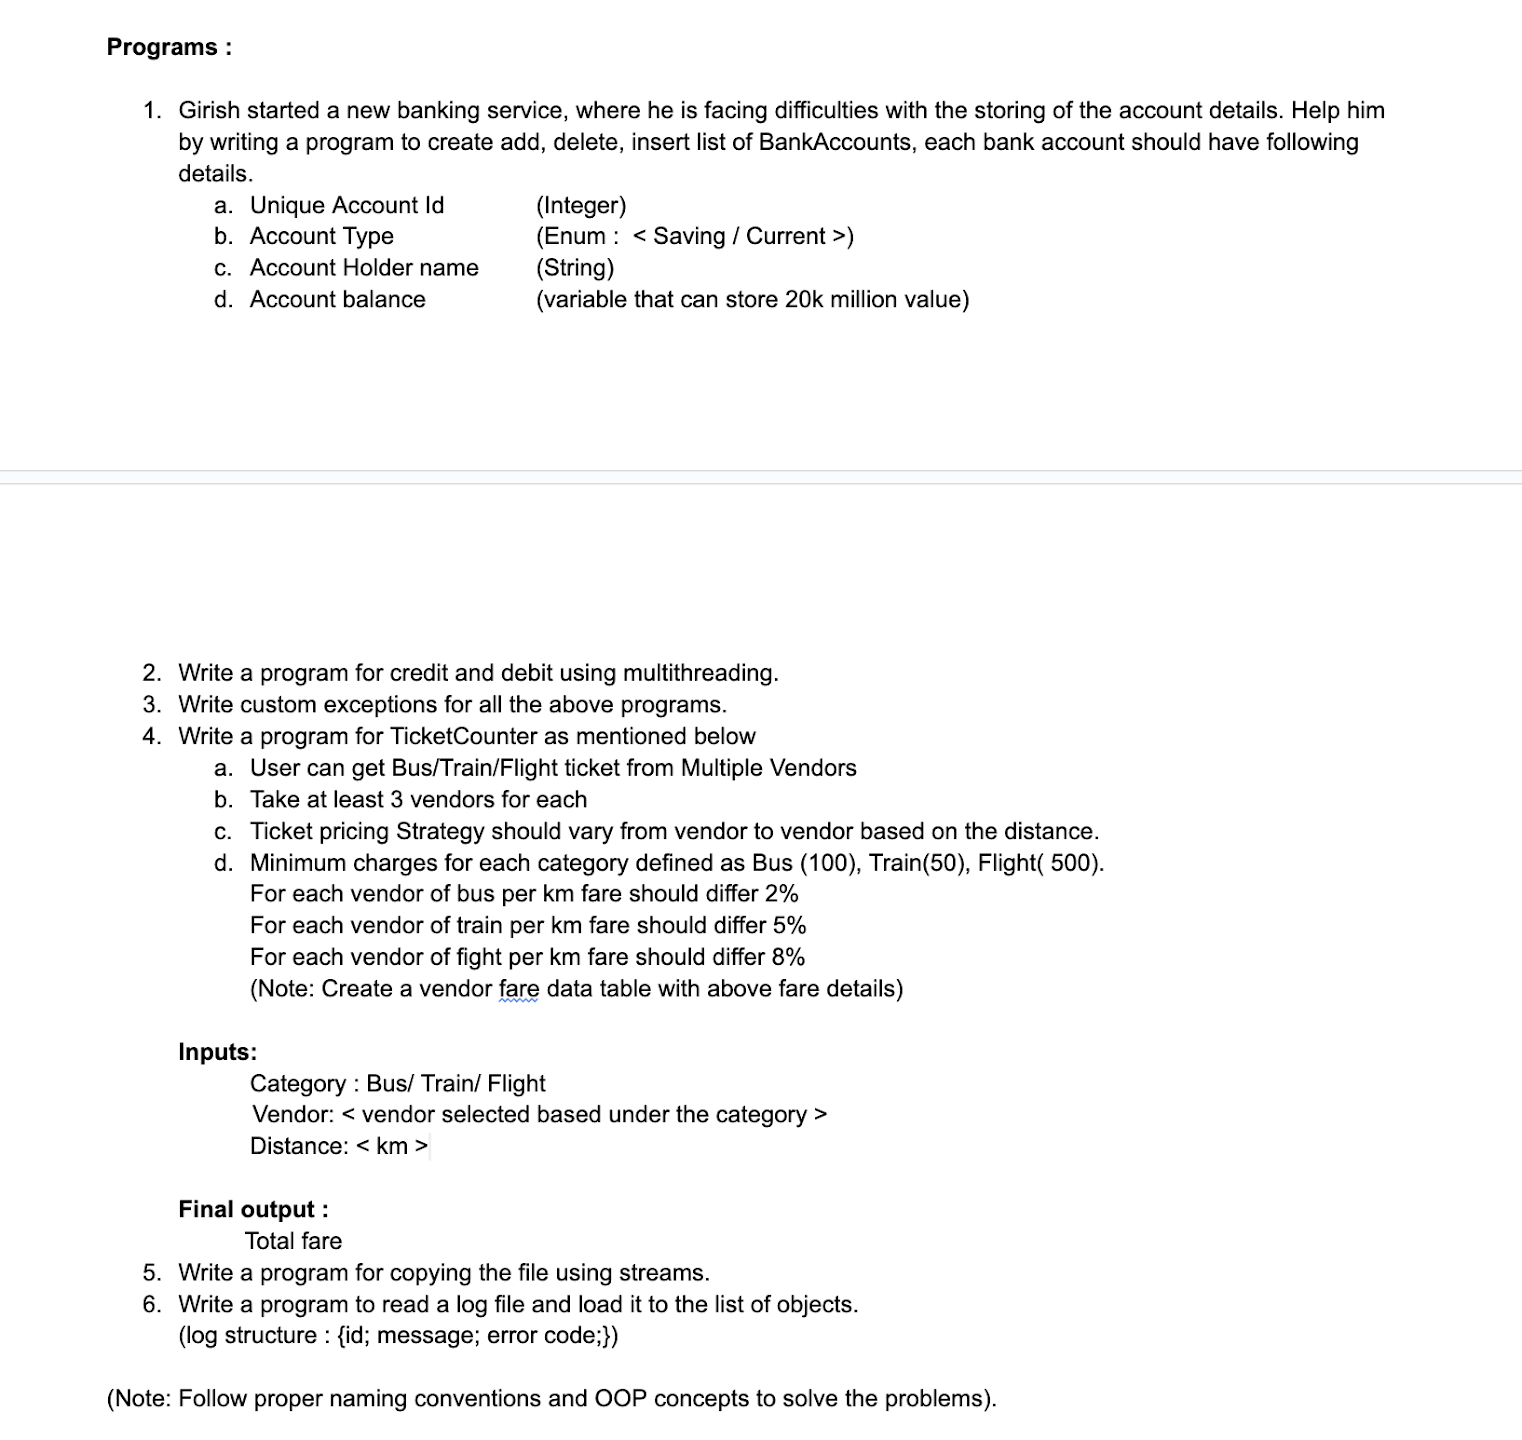 Programs :
1. Girish started a new banking service, where he is facing difficulties with the storing of the account details. Help him
by writing a program to create add, delete, insert list of BankAccounts, each bank account should have following
details.
a. Unique Account Id (Integer)
b. Account Type (Enum : < Saving / Current >)
c. Account Holder name (String)
d. Account balance (variable that can store 20k million value)
2. Write a program for credit and debit using multithreading.
3. Write custom exceptions for all the above programs.
4. Write a program for TicketCounter as mentioned below
a. User can get Bus/Train/Flight ticket from Multiple Vendors
b. Take at least 3 vendors for each
c. Ticket pricing Strategy should vary from vendor to vendor based on the distance.
d. Minimum charges for each category defined as Bus (100), Train(50), Flight( 500).
For each vendor of bus per km fare should differ 2%
For each vendor of train per km fare should differ 5%
For each vendor of fight per km fare should differ 8%
(Note: Create a vendor fare data table with above fare details)
Inputs:
Category : Bus/ Train/ Flight
Vendor: < vendor selected based under the category >
Distance: < km >
Final output :
Total fare
5. Write a program for copying the file using streams.
6. Write a program to read a log file and load it to the list of objects.
(log structure : {id; message; error code;})
(Note: Follow proper naming conventions and OOP concepts to solve the problems).